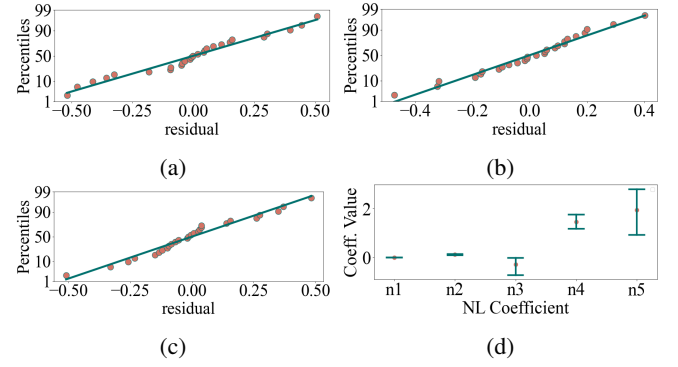 99
90
50
10
1
Percentiles
−0.50 −0.25 0.00 0.25 0.50
residual
(a)
99
90
50
10
1
Percentiles
−0.4 −0.2 0.0 0.2 0.4
residual
(b)
99
90
50
10
1
Percentiles
−0.50 −0.25 0.00 0.25 0.50
residual
(c)
2
0
Coeff. Value
n1 n2 n3 n4 n5
NL Coefficient
(d)